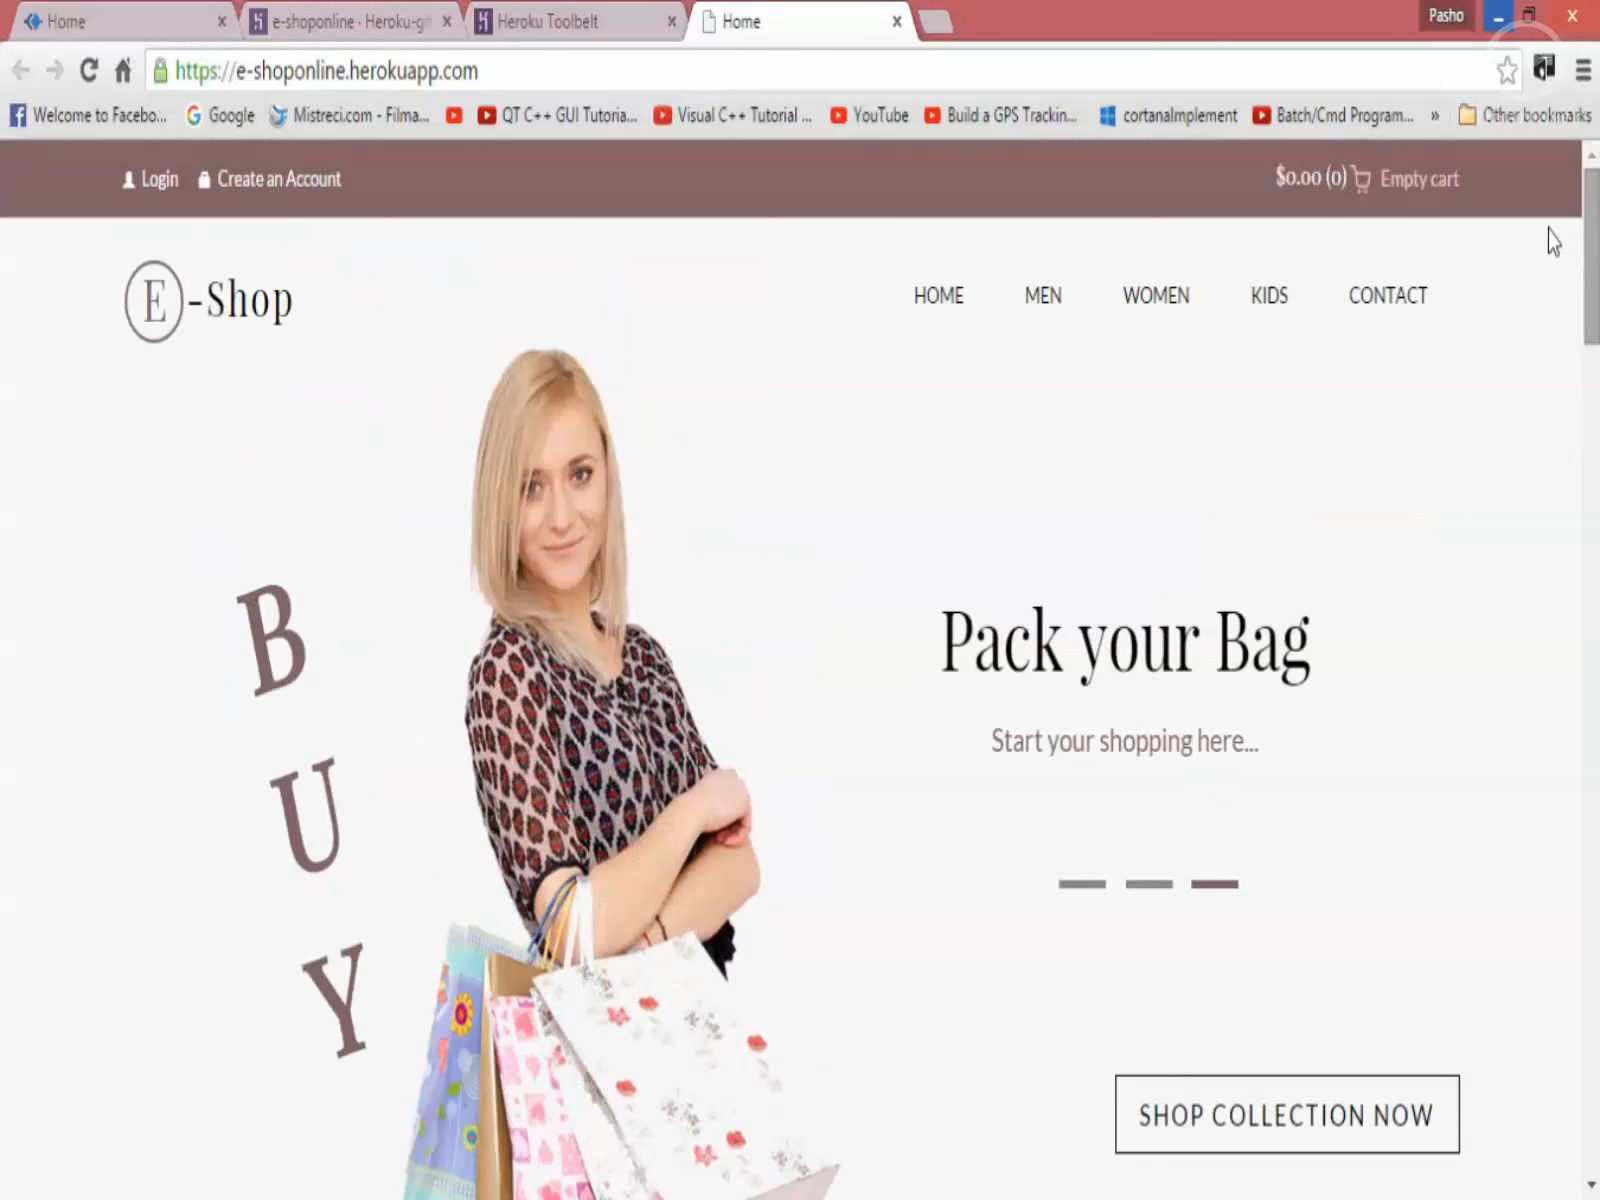 Home
e-shoponline · Heroku-gi
Heroku Toolbelt
Home
Pasho
https://e-shoponline.herokuapp.com
Welcome to Facebo...
Google
Mistreci.com - Filma...
QT C++ GUI Tutoria...
Visual C++ Tutorial ...
YouTube
Build a GPS Trackin...
cortanaImplement
Batch/Cmd Program...
»
Other bookmarks
Login
Create an Account
$0.00 (0)
Empty cart
E-Shop
HOME
MEN
WOMEN
KIDS
CONTACT
B
U
Y
Pack your Bag
Start your shopping here...
SHOP COLLECTION NOW